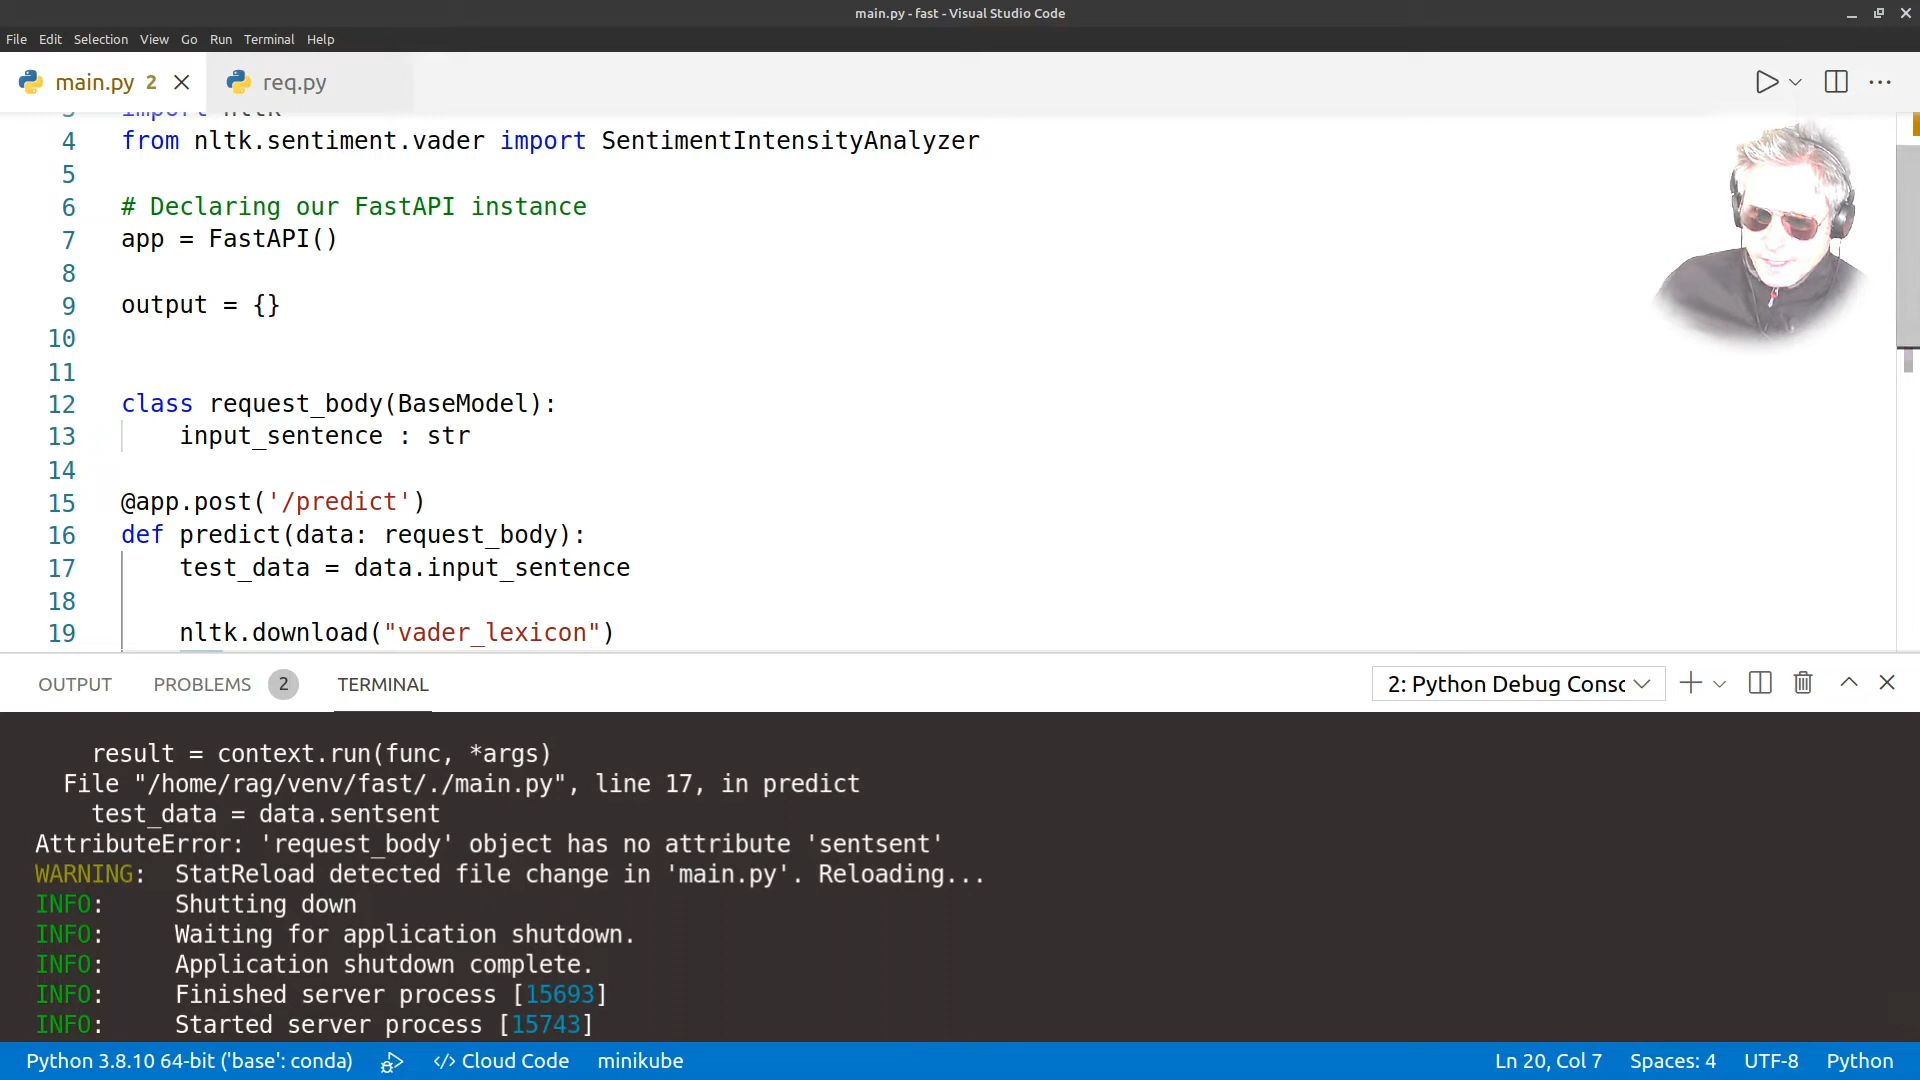 main.py - fast - Visual Studio Code
File Edit Selection View Go Run Terminal Help
main.py 2 req.py
3 import nltk
4 from nltk.sentiment.vader import SentimentIntensityAnalyzer
5
6 # Declaring our FastAPI instance
7 app = FastAPI()
8
9 output = {}
10
11
12 class request_body(BaseModel):
13 input_sentence : str
14
15 @app.post('/predict')
16 def predict(data: request_body):
17 test_data = data.input_sentence
18
19 nltk.download("vader_lexicon")
OUTPUT PROBLEMS 2 TERMINAL 2: Python Debug Consc
result = context.run(func, *args)
File "/home/rag/venv/fast/./main.py", line 17, in predict
test_data = data.sentsent
AttributeError: 'request_body' object has no attribute 'sentsent'
WARNING: StatReload detected file change in 'main.py'. Reloading...
INFO: Shutting down
INFO: Waiting for application shutdown.
INFO: Application shutdown complete.
INFO: Finished server process [15693]
INFO: Started server process [15743]
Python 3.8.10 64-bit ('base': conda) </> Cloud Code minikube Ln 20, Col 7 Spaces: 4 UTF-8 Python